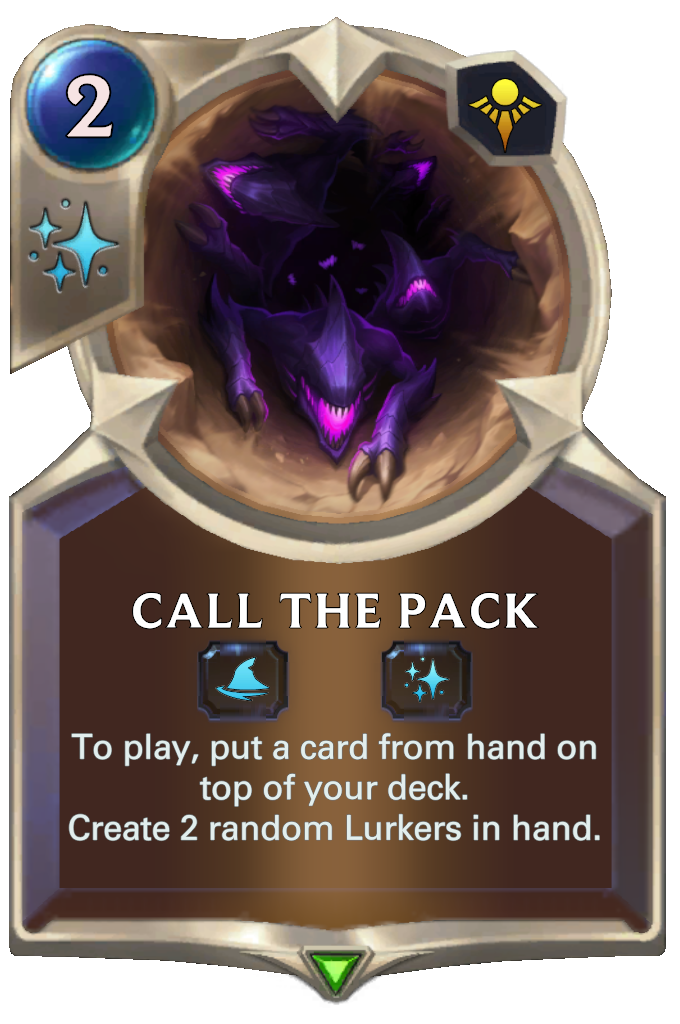 2
CALL THE PACK
To play, put a card from hand on
top of your deck.
Create 2 random Lurkers in hand.